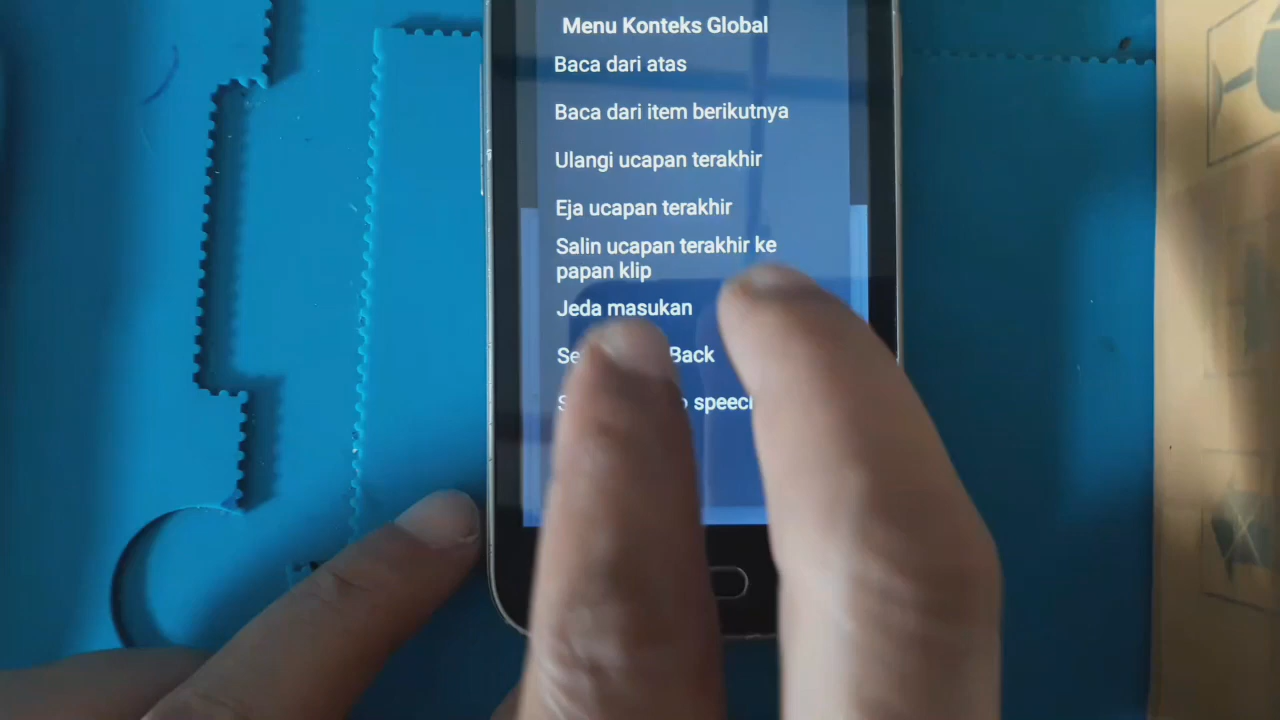 Menu Konteks Global
Baca dari atas
Baca dari item berikutnya
Ulangi ucapan terakhir
Eja ucapan terakhir
Salin ucapan terakhir ke
papan klip
Jeda masukan
Back